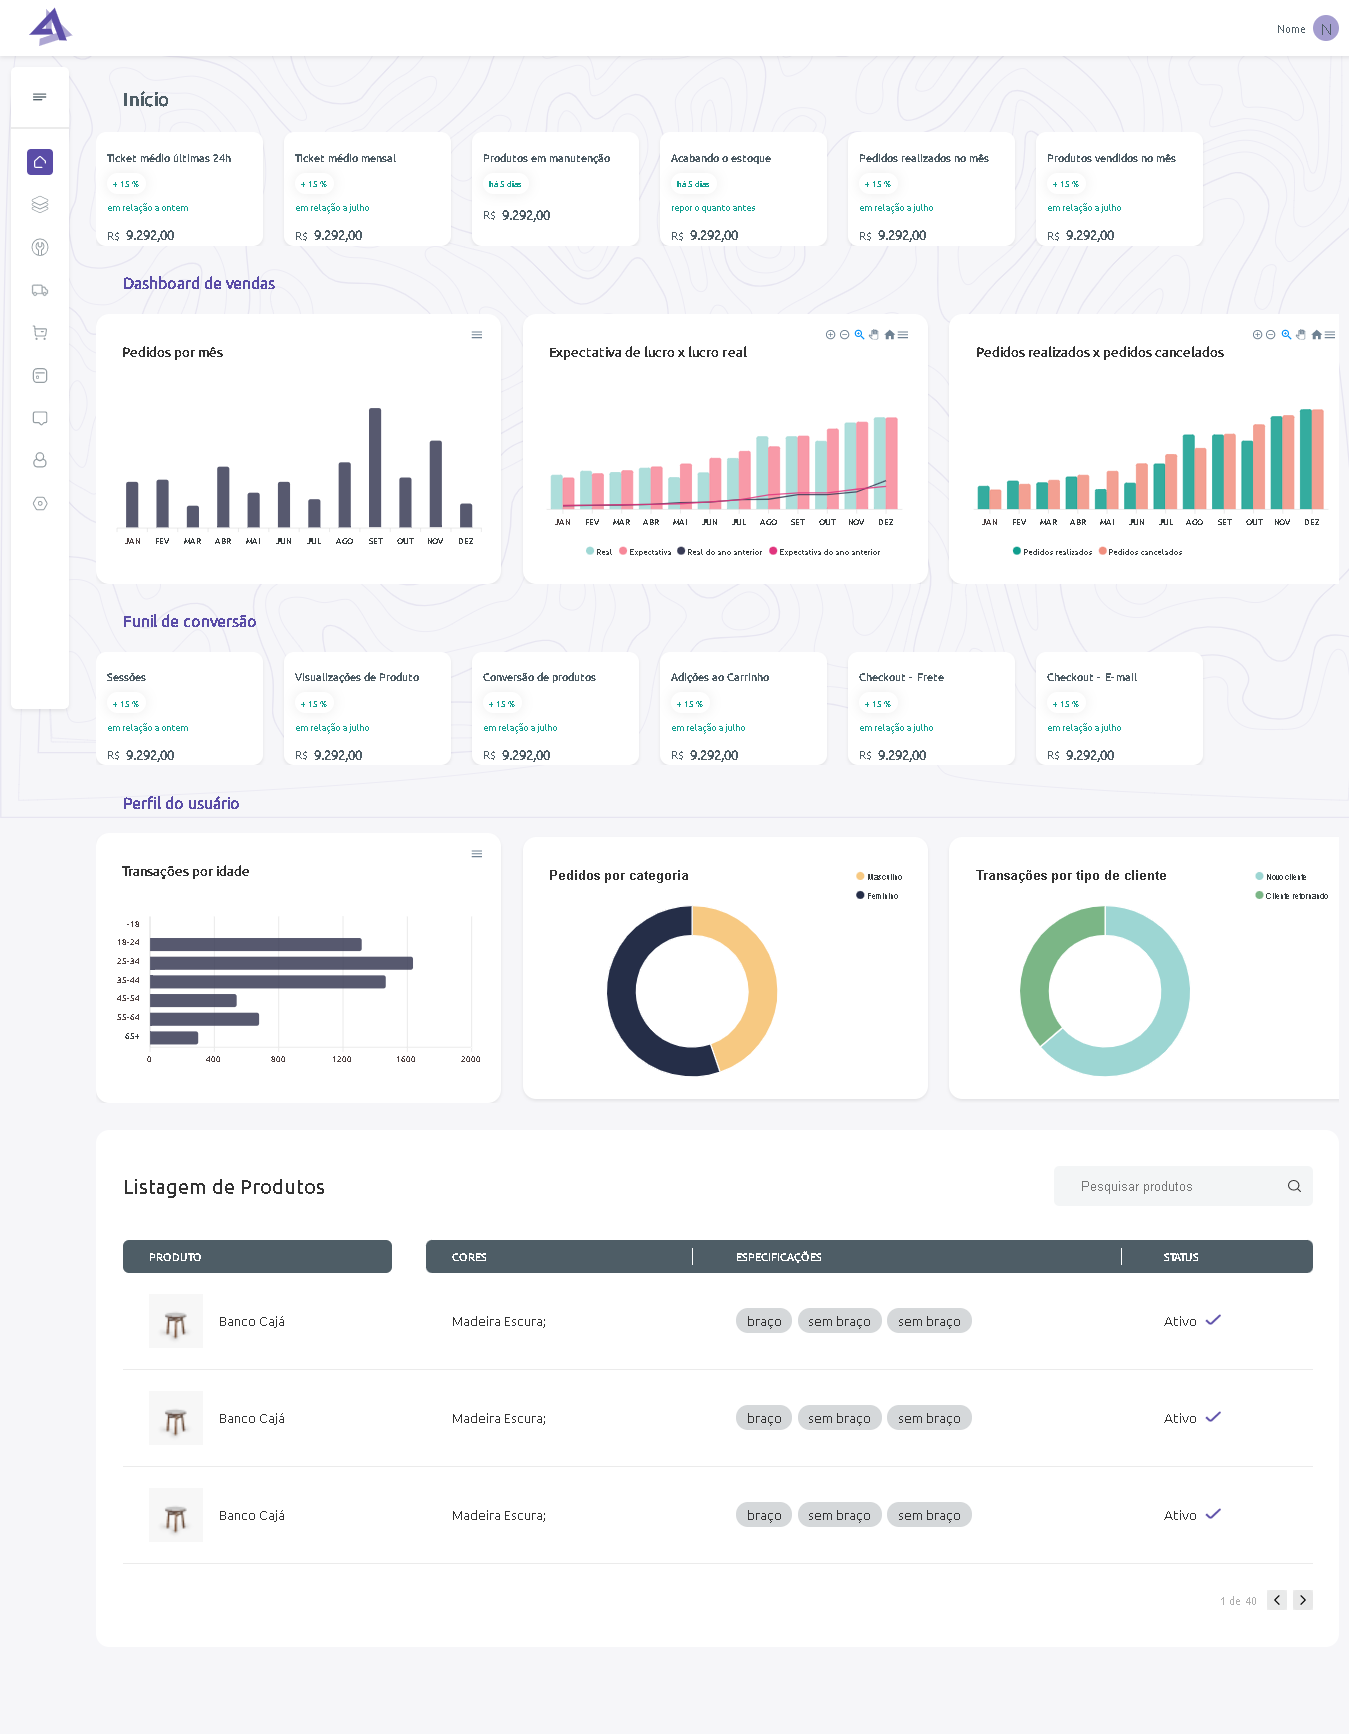 Nome N
Início
Ticket médio últimas 24h
+ 15 %
em relação a ontem
R$ 9.292,00
Ticket médio mensal
+ 15 %
em relação a julho
R$ 9.292,00
Produtos em manutenção
há 5 dias
R$ 9.292,00
Acabando o estoque
há 5 dias
repor o quanto antes
R$ 9.292,00
Pedidos realizados no mês
+ 15 %
em relação a julho
R$ 9.292,00
Produtos vendidos no mês
+ 15 %
em relação a julho
R$ 9.292,00
Dashboard de vendas
Pedidos por mês
JAN FEV MAR ABR MAI JUN JUL AGO SET OUT NOV DEZ
Expectativa de lucro x lucro real
JAN FEV MAR ABR MAI JUN JUL AGO SET OUT NOV DEZ
Real Expectativa Real do ano anterior Expectativa do ano anterior
Pedidos realizados x pedidos cancelados
JAN FEV MAR ABR MAI JUN JUL AGO SET OUT NOV DEZ
Pedidos realizados Pedidos cancelados
Funil de conversão
Sessões
+ 15 %
em relação a ontem
R$ 9.292,00
Visualizações de Produto
+ 15 %
em relação a julho
R$ 9.292,00
Conversão de produtos
+ 15 %
em relação a julho
R$ 9.292,00
Adições ao Carrinho
+ 15 %
em relação a julho
R$ 9.292,00
Checkout - Frete
+ 15 %
em relação a julho
R$ 9.292,00
Checkout - E-mail
+ 15 %
em relação a julho
R$ 9.292,00
Perfil do usuário
Transações por idade
-18
18-24
25-34
35-44
45-54
55-64
65+
0 400 800 1200 1600 2000
Pedidos por categoria
Masculino
Feminino
Transações por tipo de cliente
Novo cliente
Cliente retornando
Listagem de Produtos
Pesquisar produtos
PRODUTO CORES ESPECIFICAÇÕES STATUS
Banco Cajá Madeira Escura; braço sem braço sem braço Ativo
Banco Cajá Madeira Escura; braço sem braço sem braço Ativo
Banco Cajá Madeira Escura; braço sem braço sem braço Ativo
1 de 40